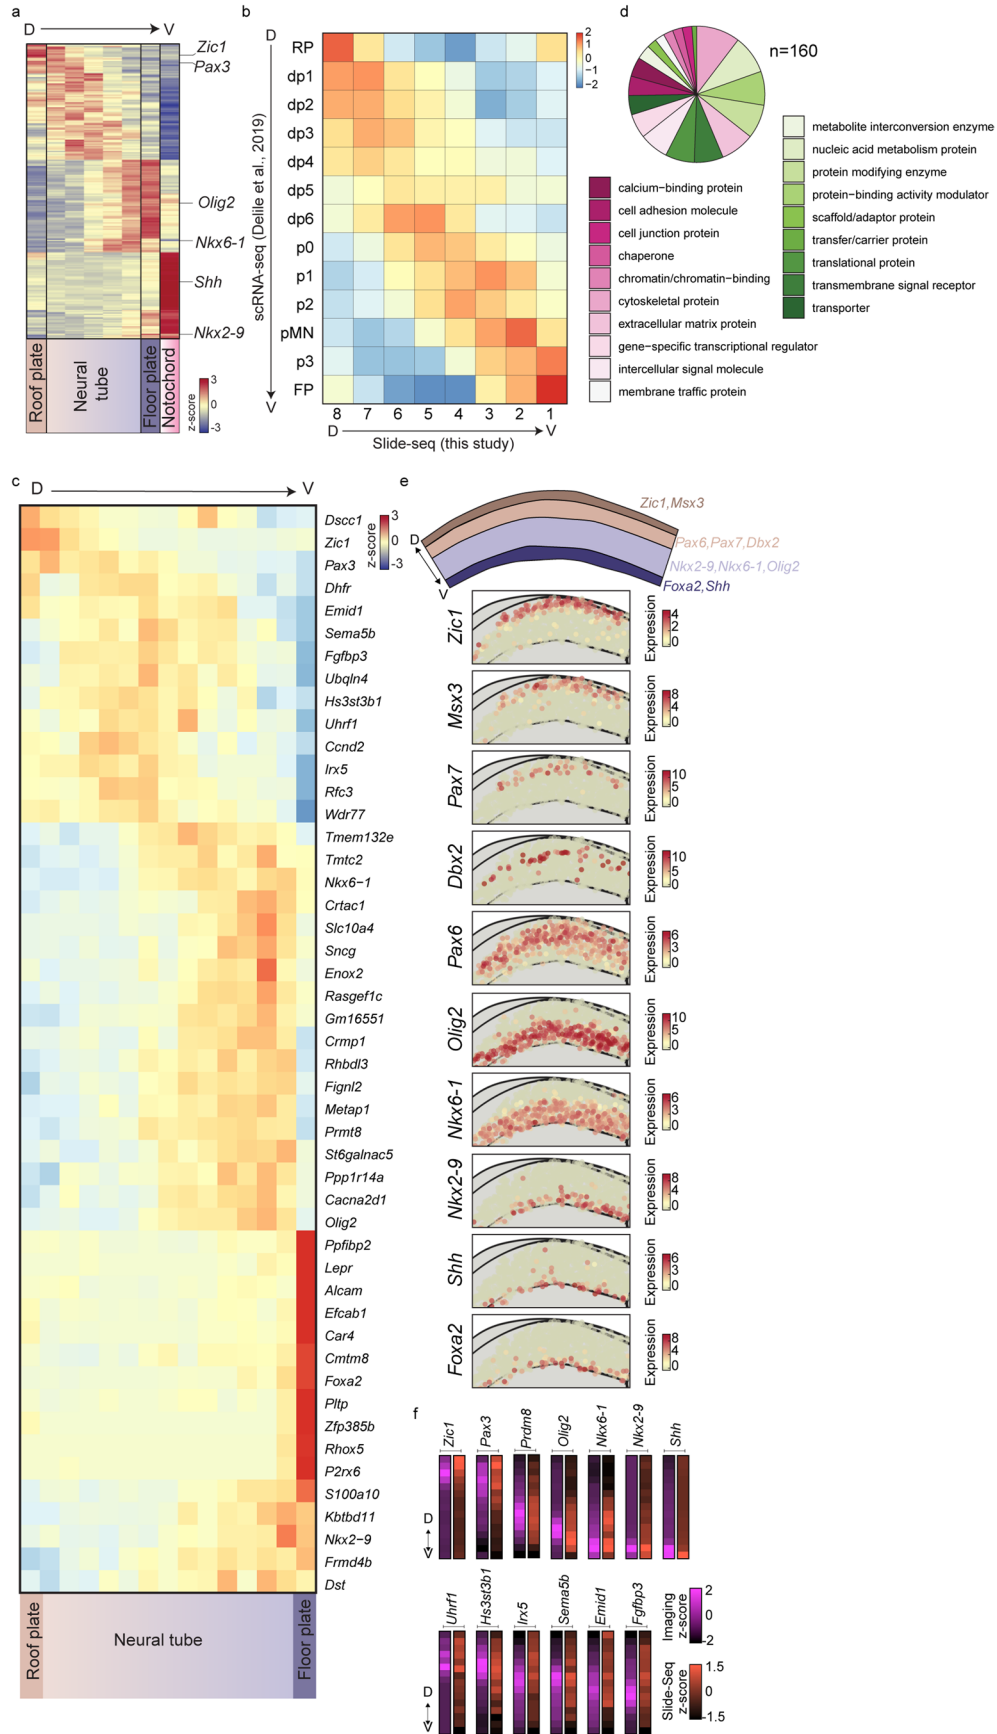 a
D
V
Zic1
Pax3
Olig2
Nkx6-1
Shh
Nkx2-9
Roof plate
Neural
tube
Floor plate
Notochord
z-score
3
0
-3
b
D
scRNA-seq (Delile et al., 2019)
V
RP
dp1
dp2
dp3
dp4
dp5
dp6
p0
p1
p2
pMN
p3
FP
8 7 6 5 4 3 2 1
D
V
Slide-seq (this study)
2
1
0
−1
−2
d
n=160
calcium−binding protein
cell adhesion molecule
cell junction protein
chaperone
chromatin/chromatin−binding
cytoskeletal protein
extracellular matrix protein
gene−specific transcriptional regulator
intercellular signal molecule
membrane traffic protein
metabolite interconversion enzyme
nucleic acid metabolism protein
protein modifying enzyme
protein−binding activity modulator
scaffold/adaptor protein
transfer/carrier protein
translational protein
transmembrane signal receptor
transporter
c
D
V
Dscc1
Zic1
Pax3
Dhfr
Emid1
Sema5b
Fgfbp3
Ubqln4
Hs3st3b1
Uhrf1
Ccnd2
Irx5
Rfc3
Wdr77
Tmem132e
Tmtc2
Nkx6−1
Crtac1
Slc10a4
Sncg
Enox2
Rasgef1c
Gm16551
Crmp1
Rhbdl3
Fignl2
Metap1
Prmt8
St6galnac5
Ppp1r14a
Cacna2d1
Olig2
Ppfibp2
Lepr
Alcam
Efcab1
Car4
Cmtm8
Foxa2
Pltp
Zfp385b
Rhox5
P2rx6
S100a10
Kbtbd11
Nkx2−9
Frmd4b
Dst
z-score
3
0
-3
Roof plate
Neural tube
Floor plate
e
D
V
Zic1,Msx3
Pax6,Pax7,Dbx2
Nkx2-9,Nkx6-1,Olig2
Foxa2,Shh
Zic1
Expression
4
2
0
Msx3
Expression
8
4
0
Pax7
Expression
10
5
0
Dbx2
Expression
10
5
0
Pax6
Expression
6
3
0
Olig2
Expression
10
5
0
Nkx6-1
Expression
6
3
0
Nkx2-9
Expression
8
4
0
Shh
Expression
6
3
0
Foxa2
Expression
8
4
0
f
Zic1
Pax3
Prdm8
Olig2
Nkx6-1
Nkx2-9
Shh
D
V
Uhrf1
Hs3st3b1
Irx5
Sema5b
Emid1
Fgfbp3
D
V
Imaging
z-score
2
0
-2
Slide-Seq
z-score
1.5
0
-1.5